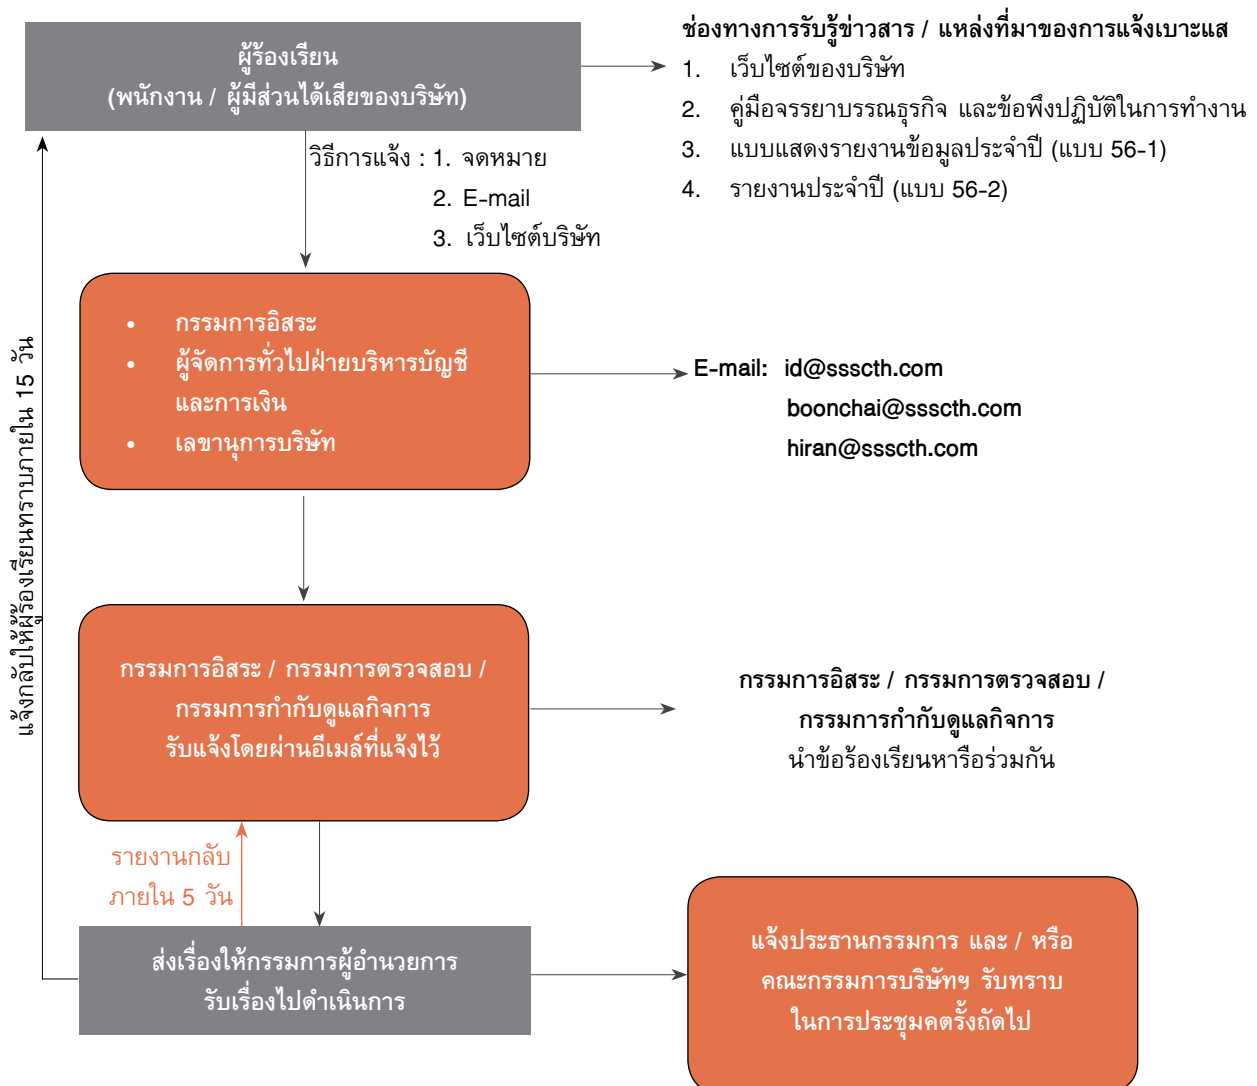 ผู้ร้องเรียน
(พนักงาน / ผู้มีส่วนได้เสียของบริษัท)
ช่องทางการรับรู้ข่าวสาร / แหล่งที่มาของการแจ้งเบาะแส
1. เว็บไซต์ของบริษัท
2. คู่มือจรรยาบรรณธุรกิจ และข้อพึงปฏิบัติในการทำงาน
3. แบบแสดงรายงานข้อมูลประจำปี (แบบ 56-1)
4. รายงานประจำปี (แบบ 56-2)
วิธีการแจ้ง : 1. จดหมาย
2. E-mail
3. เว็บไซต์บริษัท
• กรรมการอิสระ
• ผู้จัดการทั่วไปฝ่ายบริหารบัญชี
และการเงิน
• เลขานุการบริษัท
E-mail: id@ssscth.com
boonchai@ssscth.com
hiran@ssscth.com
แจ้งกลับให้ผู้ร้องเรียนทราบภายใน 15 วัน
กรรมการอิสระ / กรรมการตรวจสอบ /
กรรมการกำกับดูแลกิจการ
รับแจ้งโดยผ่านอีเมล์ที่แจ้งไว้
กรรมการอิสระ / กรรมการตรวจสอบ /
กรรมการกำกับดูแลกิจการ
นำข้อร้องเรียนหารือร่วมกัน
รายงานกลับ
ภายใน 5 วัน
ส่งเรื่องให้กรรมการผู้อำนวยการ
รับเรื่องไปดำเนินการ
แจ้งประธานกรรมการ และ / หรือ
คณะกรรมการบริษัทฯ รับทราบ
ในการประชุมคตรั้งถัดไป